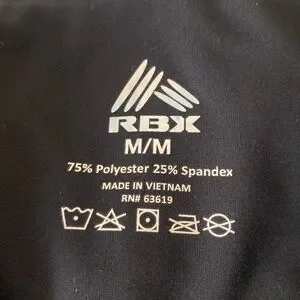 RBX
M/M
75% Polyester 25% Spandex
MADE IN VIETNAM
RN# 63619